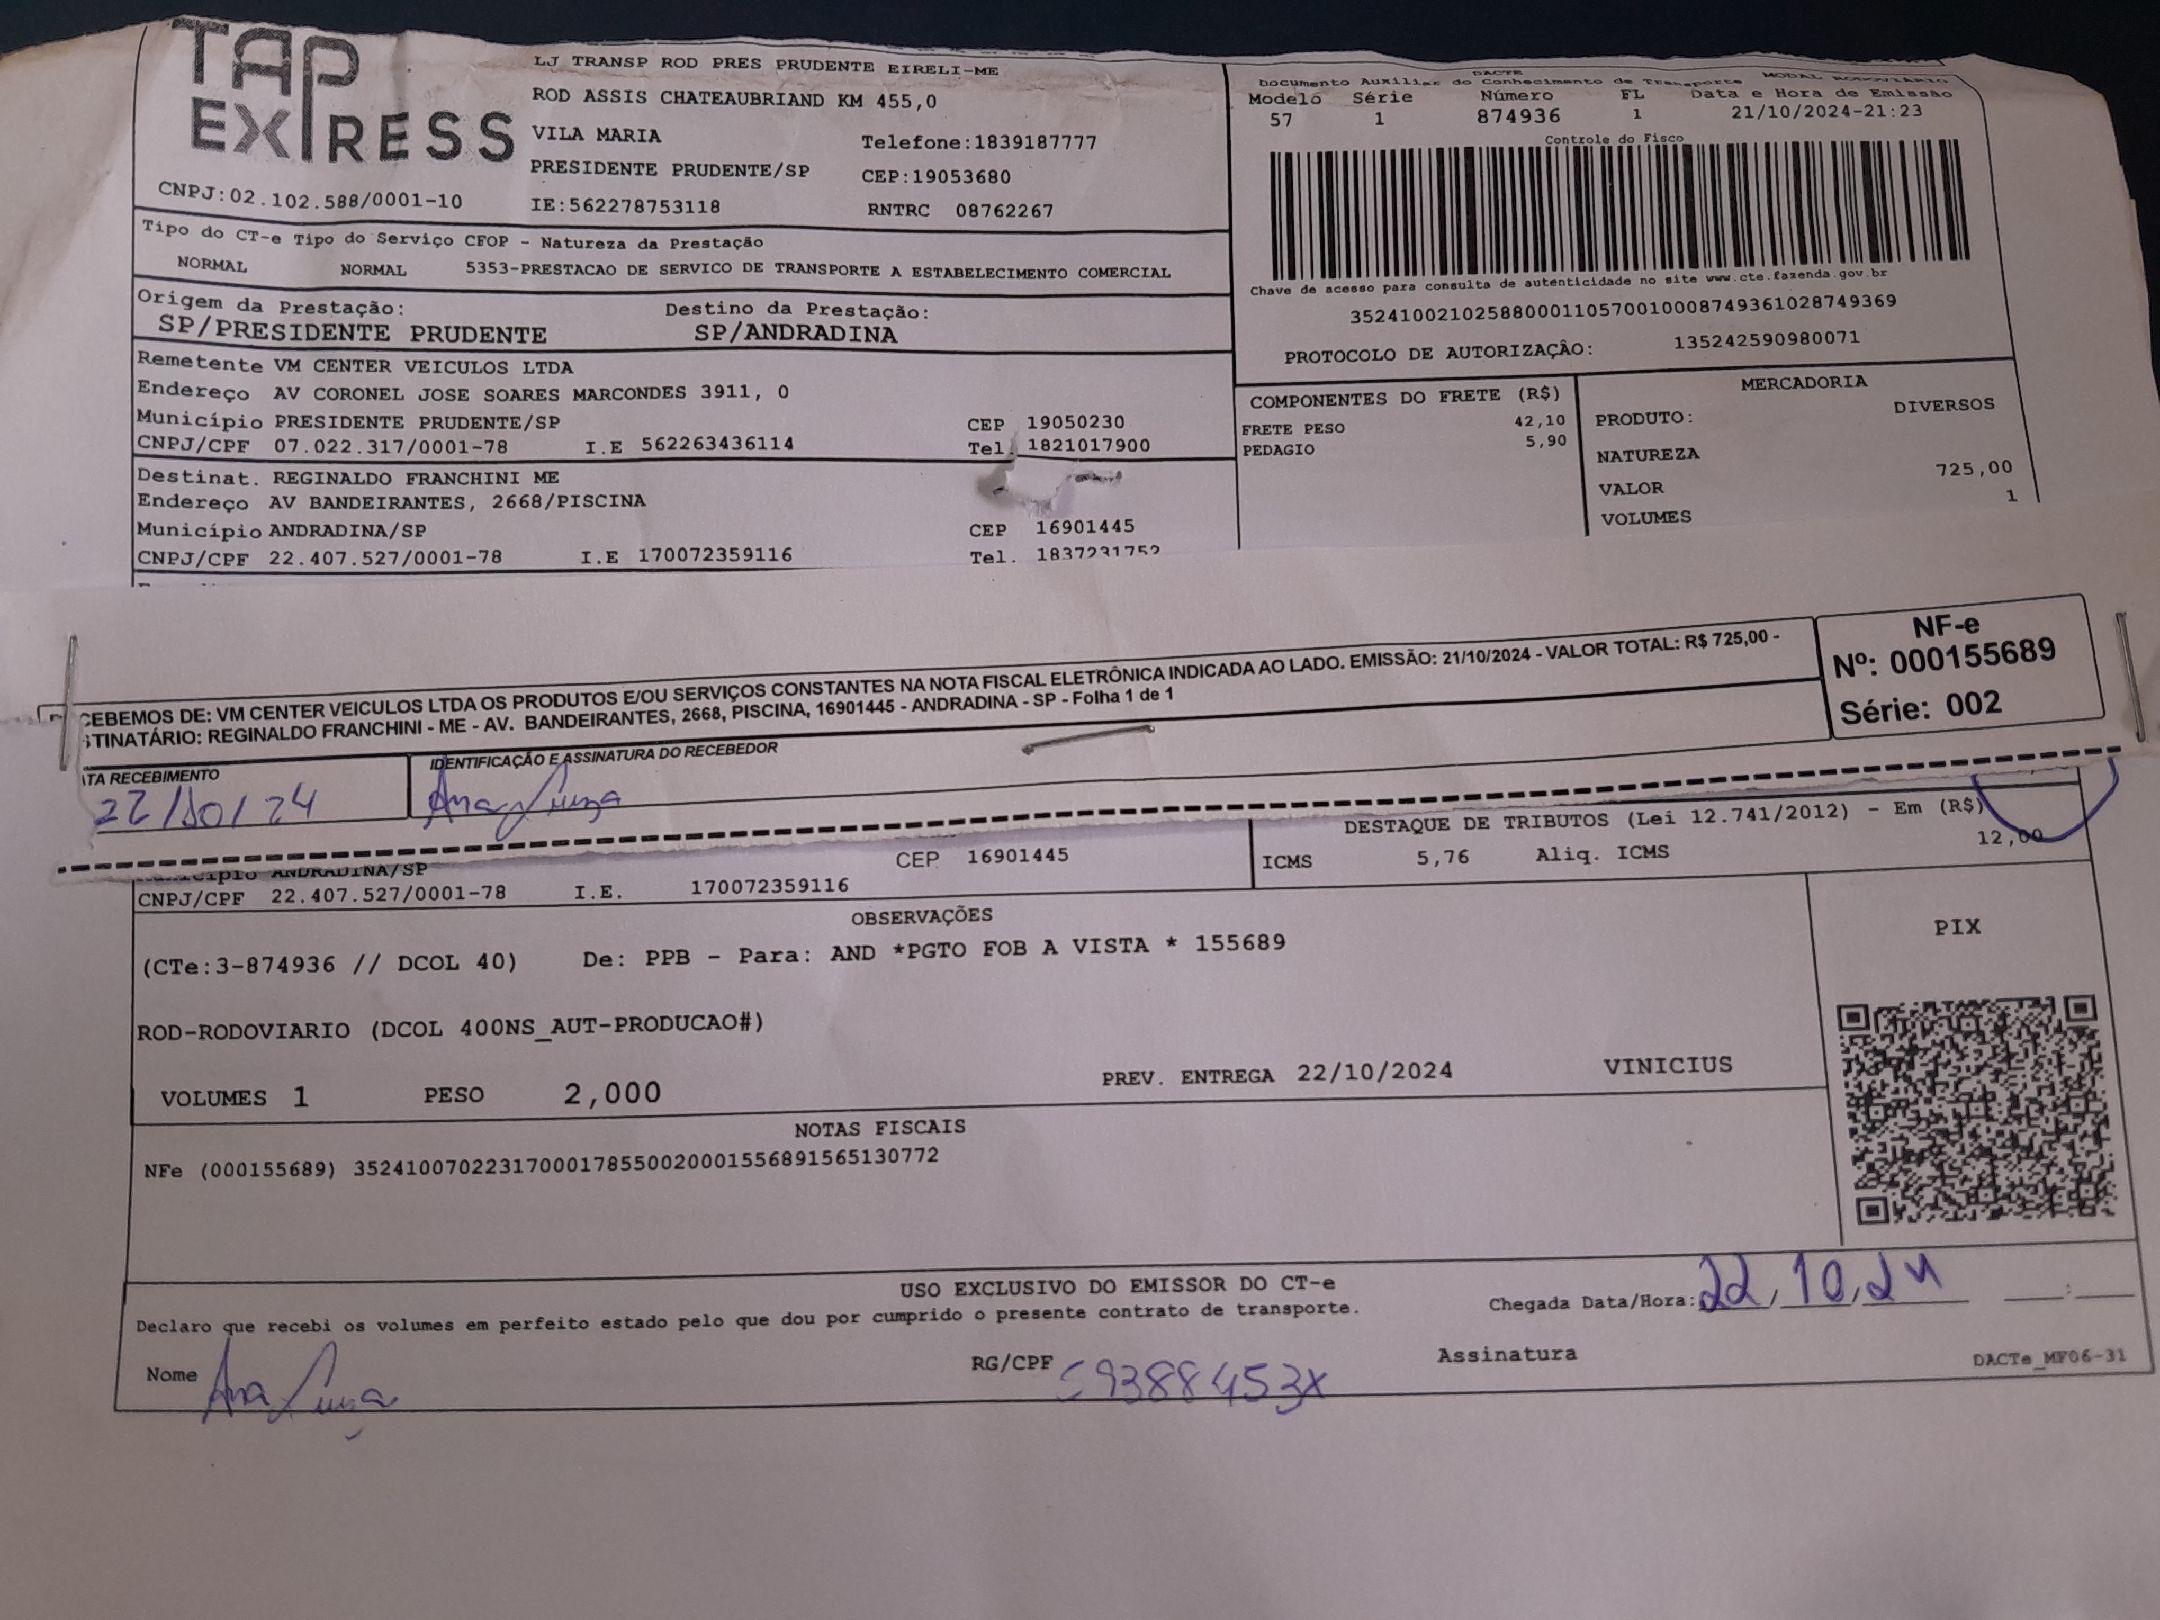 TAP
EXPRESS
CNPJ:02.102.588/0001-10
LJ TRANSP ROD PRES PRUDENTE EIRELI-ME
ROD ASSIS CHATEAUBRIAND KM 455,0
VILA MARIA Telefone:1839187777
PRESIDENTE PRUDENTE/SP CEP:19053680
IE:562278753118 RNTRC 08762267
DACTE MODAL RODOVIÁRIO
Documento Auxiliar do Conhecimento de Transporte
Modelo Série Número FL Data e Hora de Emissão
57 1 874936 1 21/10/2024-21:23
Controle do Fisco
Chave de acesso para consulta de autenticidade no site www.cte.fazenda.gov.br
35241002102588000110570010008749361028749369
PROTOCOLO DE AUTORIZAÇÃO: 135242590980071
Tipo do CT-e Tipo do Serviço CFOP - Natureza da Prestação
NORMAL NORMAL 5353-PRESTACAO DE SERVICO DE TRANSPORTE A ESTABELECIMENTO COMERCIAL
Origem da Prestação: Destino da Prestação:
SP/PRESIDENTE PRUDENTE SP/ANDRADINA
Remetente VM CENTER VEICULOS LTDA
Endereço AV CORONEL JOSE SOARES MARCONDES 3911, 0
Município PRESIDENTE PRUDENTE/SP CEP 19050230
CNPJ/CPF 07.022.317/0001-78 I.E 562263436114 Tel. 1821017900
Destinat. REGINALDO FRANCHINI ME
Endereço AV BANDEIRANTES, 2668/PISCINA
Município ANDRADINA/SP CEP 16901445
CNPJ/CPF 22.407.527/0001-78 I.E 170072359116 Tel. 1837231752
COMPONENTES DO FRETE (R$)
FRETE PESO 42,10
PEDAGIO 5,90
MERCADORIA
PRODUTO: DIVERSOS
NATUREZA
VALOR 725,00
VOLUMES 1
CEBEMOS DE: VM CENTER VEICULOS LTDA OS PRODUTOS E/OU SERVIÇOS CONSTANTES NA NOTA FISCAL ELETRÔNICA INDICADA AO LADO. EMISSÃO: 21/10/2024 - VALOR TOTAL: R$ 725,00 -
STINATÁRIO: REGINALDO FRANCHINI - ME - AV. BANDEIRANTES, 2668, PISCINA, 16901445 - ANDRADINA - SP - Folha 1 de 1
NF-e
Nº: 000155689
Série: 002
TA RECEBIMENTO IDENTIFICAÇÃO E ASSINATURA DO RECEBEDOR
22/10/24 Ana Luiza
DESTAQUE DE TRIBUTOS (Lei 12.741/2012) - Em (R$)
ICMS 5,76 Aliq. ICMS 12,00
Município ANDRADINA/SP CEP 16901445
CNPJ/CPF 22.407.527/0001-78 I.E. 170072359116
OBSERVAÇÕES
(CTe:3-874936 // DCOL 40) De: PPB - Para: AND *PGTO FOB A VISTA * 155689
ROD-RODOVIARIO (DCOL 400NS_AUT-PRODUCAO#)
VOLUMES 1 PESO 2,000 PREV. ENTREGA 22/10/2024 VINICIUS
PIX
NOTAS FISCAIS
NFe (000155689) 35241007022317000178550020001556891565130772
USO EXCLUSIVO DO EMISSOR DO CT-e
Declaro que recebi os volumes em perfeito estado pelo que dou por cumprido o presente contrato de transporte.
Chegada Data/Hora: 22/10/24 :
Nome Ana Luiza RG/CPF Assinatura
DACTe_MF06-31